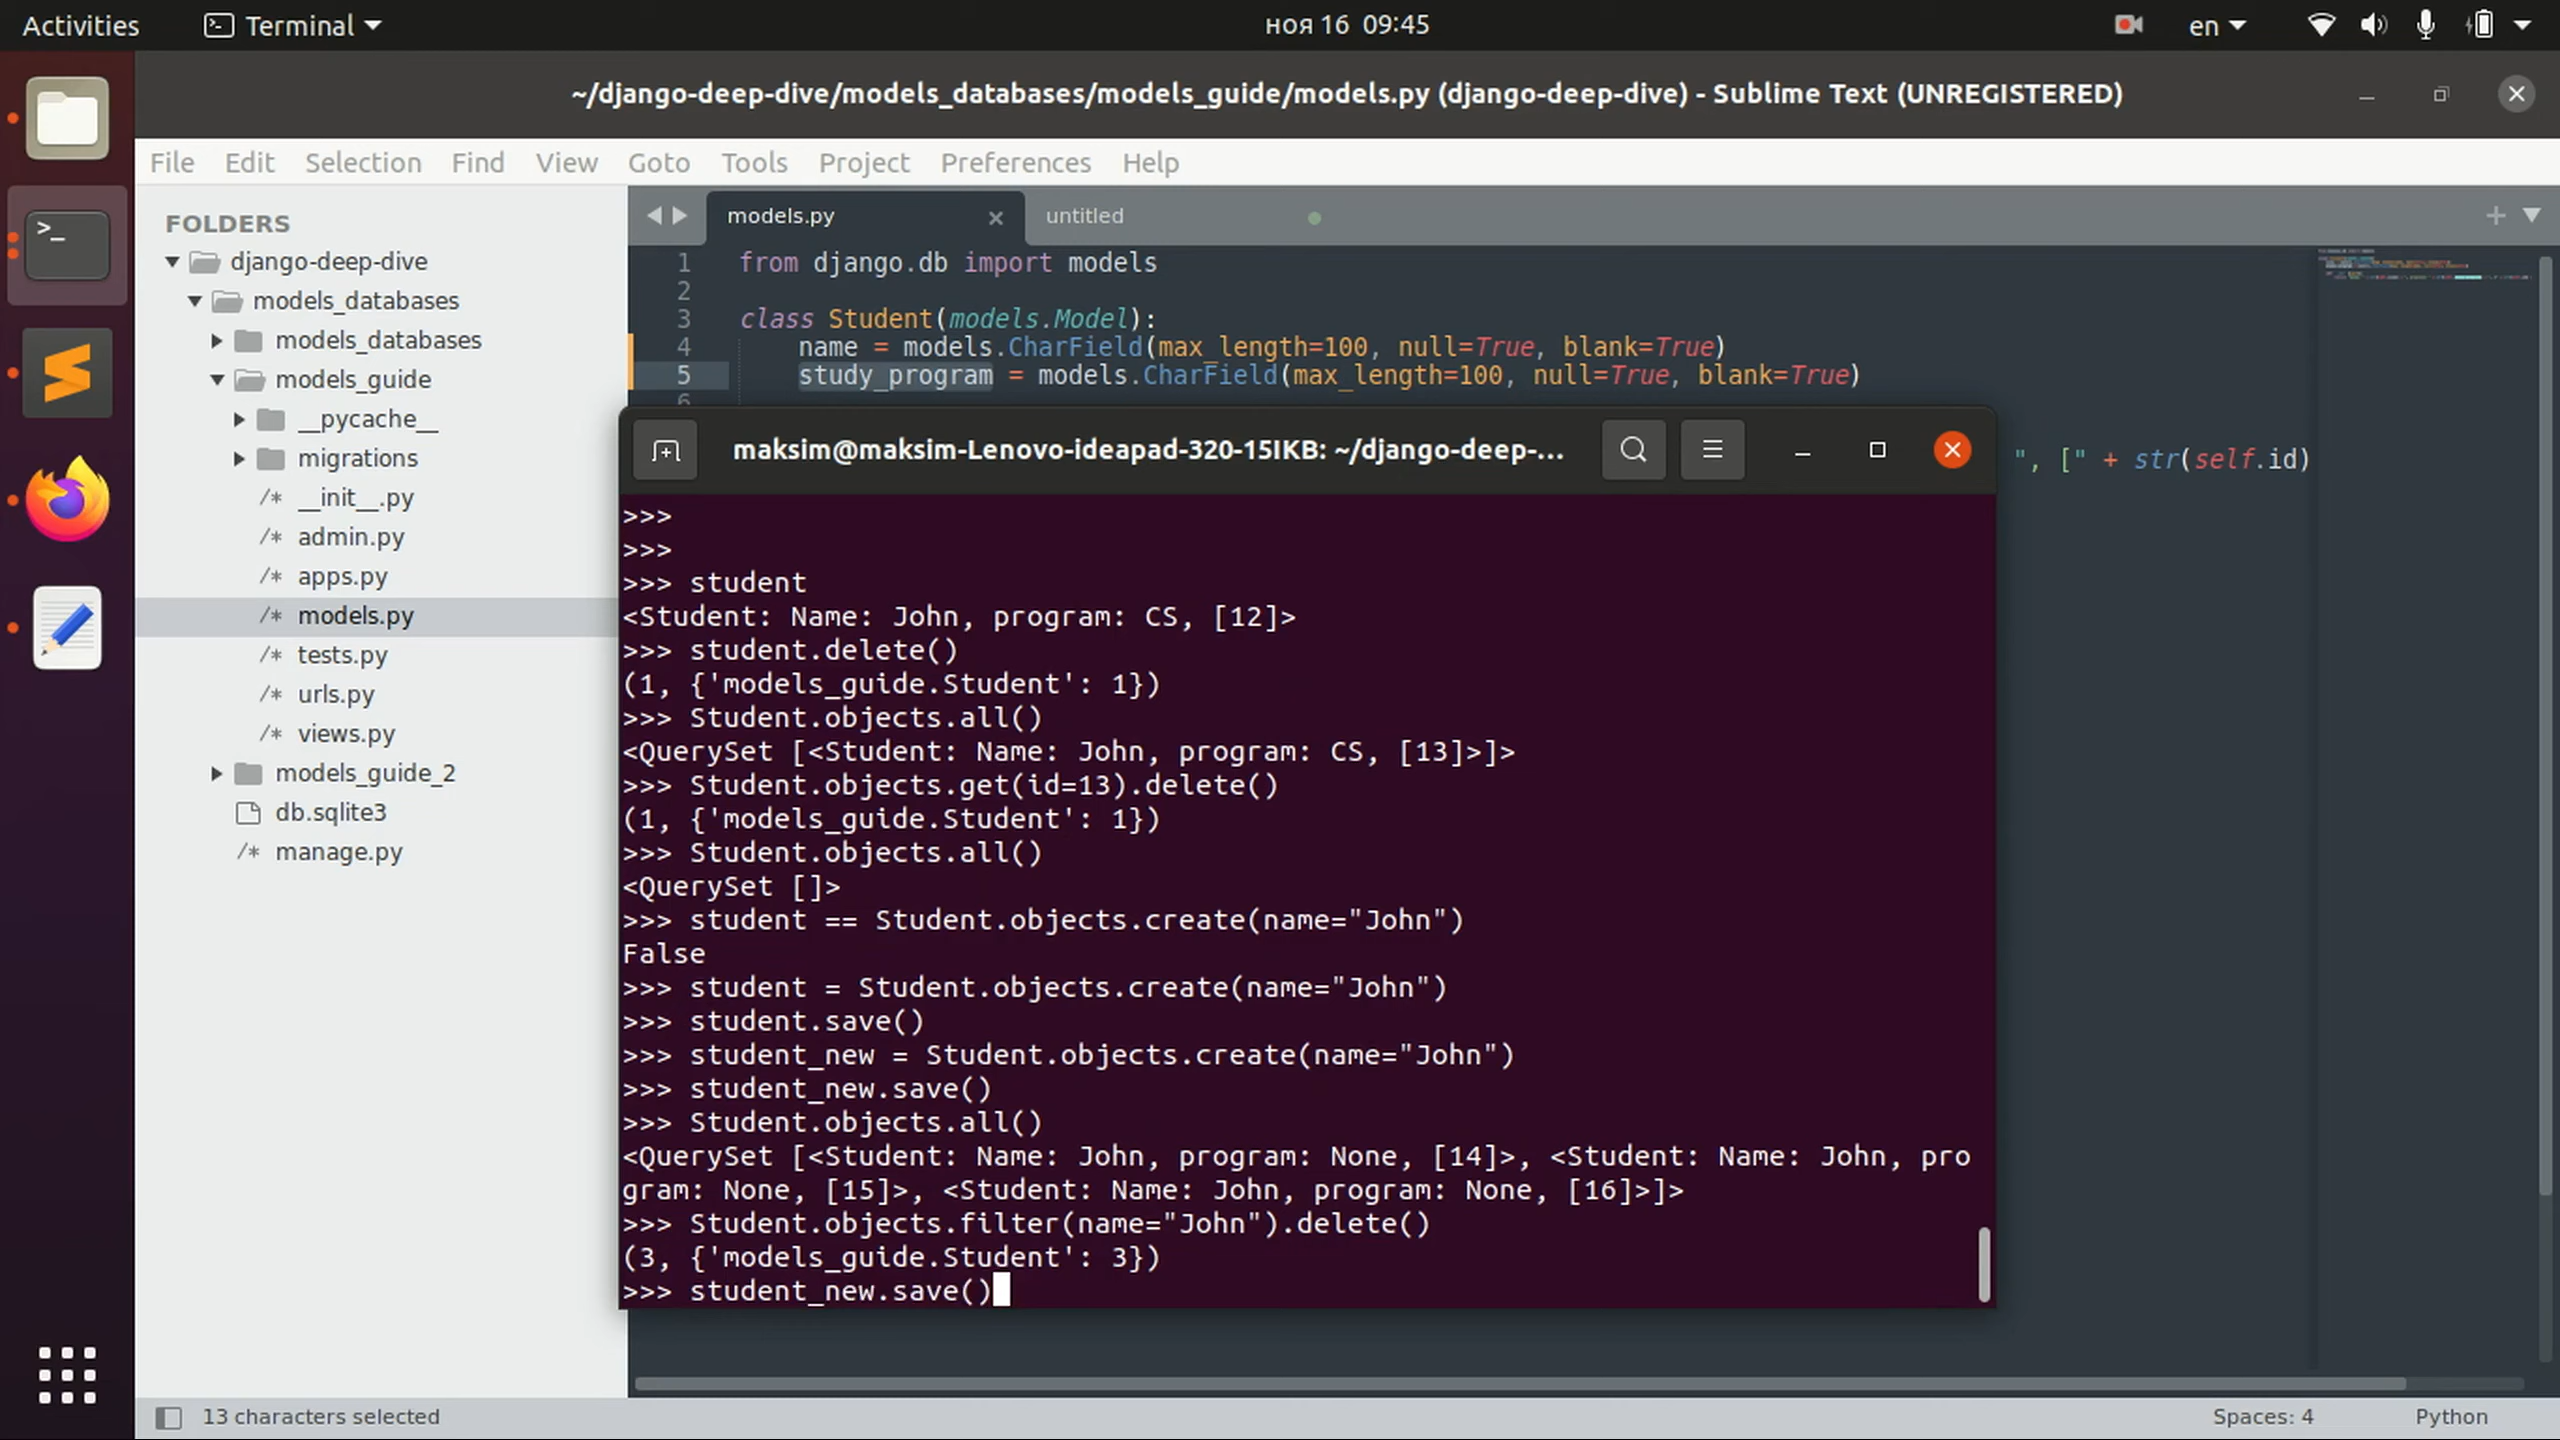 Activities
Terminal
ноя 16 09:45
en
~/django-deep-dive/models_databases/models_guide/models.py (django-deep-dive) - Sublime Text (UNREGISTERED)
File Edit Selection Find View Goto Tools Project Preferences Help
FOLDERS
django-deep-dive
models_databases
models_databases
models_guide
__pycache__
migrations
/* __init__.py
/* admin.py
/* apps.py
/* models.py
/* tests.py
/* urls.py
/* views.py
models_guide_2
db.sqlite3
/* manage.py
models.py
untitled
1 from django.db import models
2
3 class Student(models.Model):
4 name = models.CharField(max_length=100, null=True, blank=True)
5 study_program = models.CharField(max_length=100, null=True, blank=True)
6
", [" + str(self.id)
maksim@maksim-Lenovo-ideapad-320-15IKB: ~/django-deep-...
>>>
>>>
>>> student
<Student: Name: John, program: CS, [12]>
>>> student.delete()
(1, {'models_guide.Student': 1})
>>> Student.objects.all()
<QuerySet [<Student: Name: John, program: CS, [13]>]>
>>> Student.objects.get(id=13).delete()
(1, {'models_guide.Student': 1})
>>> Student.objects.all()
<QuerySet []>
>>> student == Student.objects.create(name="John")
False
>>> student = Student.objects.create(name="John")
>>> student.save()
>>> student_new = Student.objects.create(name="John")
>>> student_new.save()
>>> Student.objects.all()
<QuerySet [<Student: Name: John, program: None, [14]>, <Student: Name: John, pro
gram: None, [15]>, <Student: Name: John, program: None, [16]>]>
>>> Student.objects.filter(name="John").delete()
(3, {'models_guide.Student': 3})
>>> student_new.save()
13 characters selected
Spaces: 4
Python